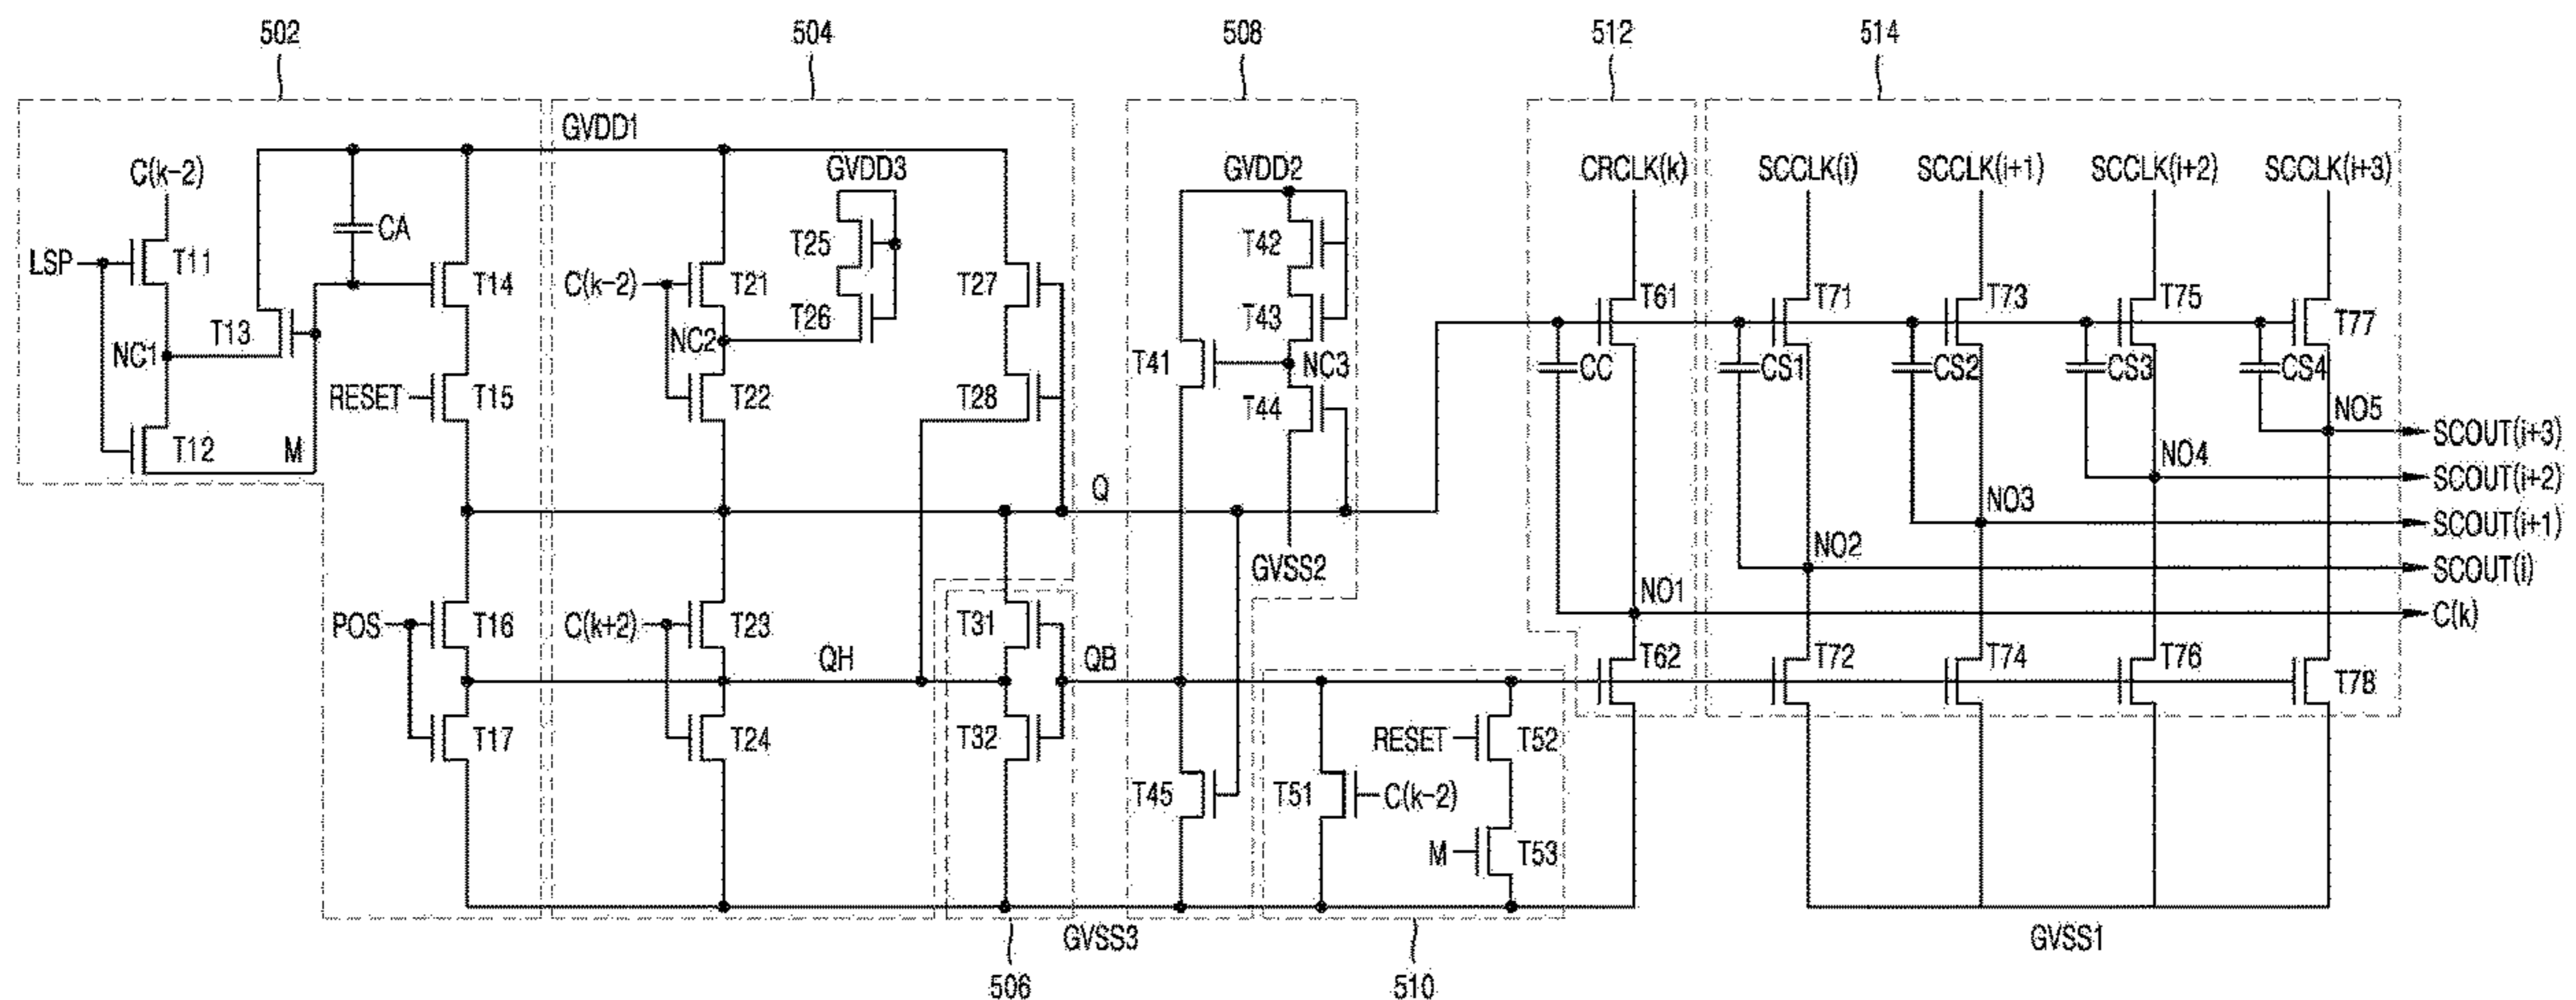 502
504
508
512
514
GVDD1
C(k-2)
GVDD3
GVDD2
CRCLK(k)
SCCLK(i)
SCCLK(i+1)
SCCLK(i+2)
SCCLK(i+3)
CA
LSP
T11
T25
T42
C(k-2)
T14
T21
T27
T61
T71
T73
T75
T77
T13
T26
T43
NC1
NC2
T41
NC3
CC
CS1
CS2
CS3
CS4
RESET
T15
T22
T28
T44
NO5
SCOUT(i+3)
T12
M
NO4
SCOUT(i+2)
Q
NO3
SCOUT(i+1)
GVSS2
NO2
SCOUT(i)
NO1
C(k)
POS
T16
C(k+2)
T23
T31
QH
QB
T62
T72
T74
T76
T78
T17
T24
T32
RESET
T52
T45
T51
C(k-2)
M
T53
GVSS3
GVSS1
506
510